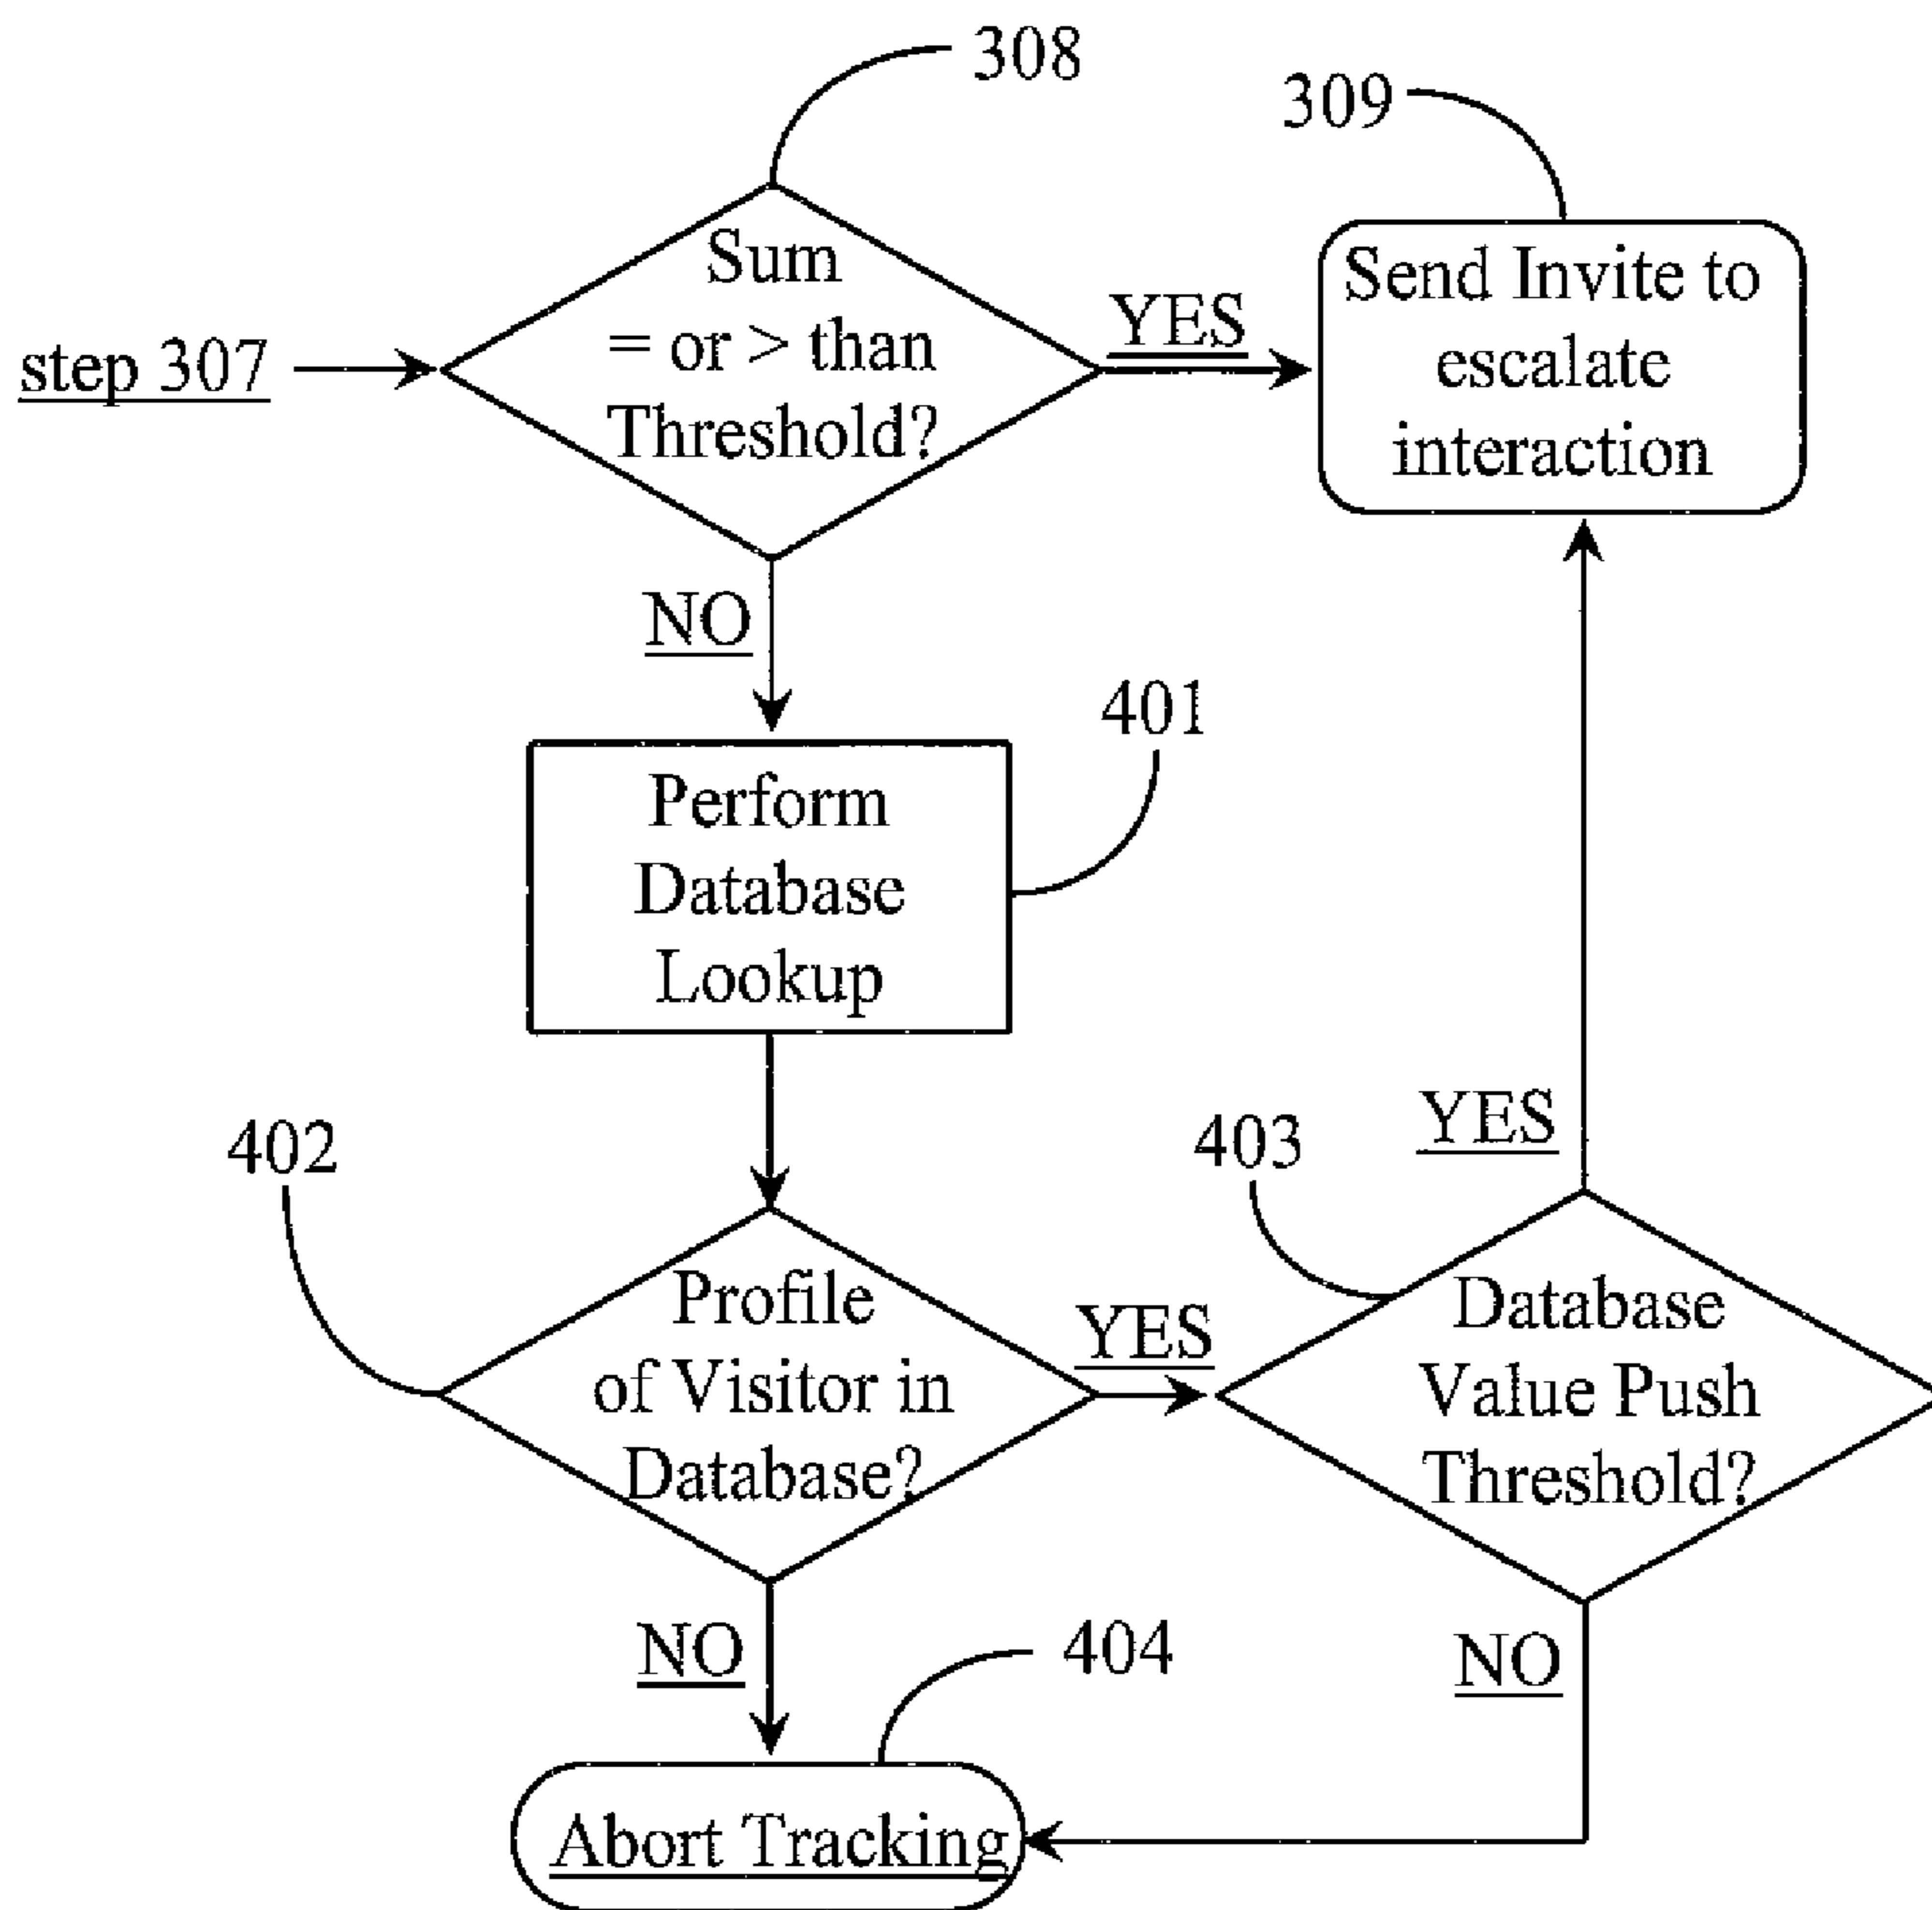 308
309
Sum
= or > than
Threshold?
step 307
YES
Send Invite to
escalate
interaction
NO
401
Perform
Database
Lookup
402
403
YES
Profile
of Visitor in
Database?
YES
Database
Value Push
Threshold?
NO
404
NO
Abort Tracking